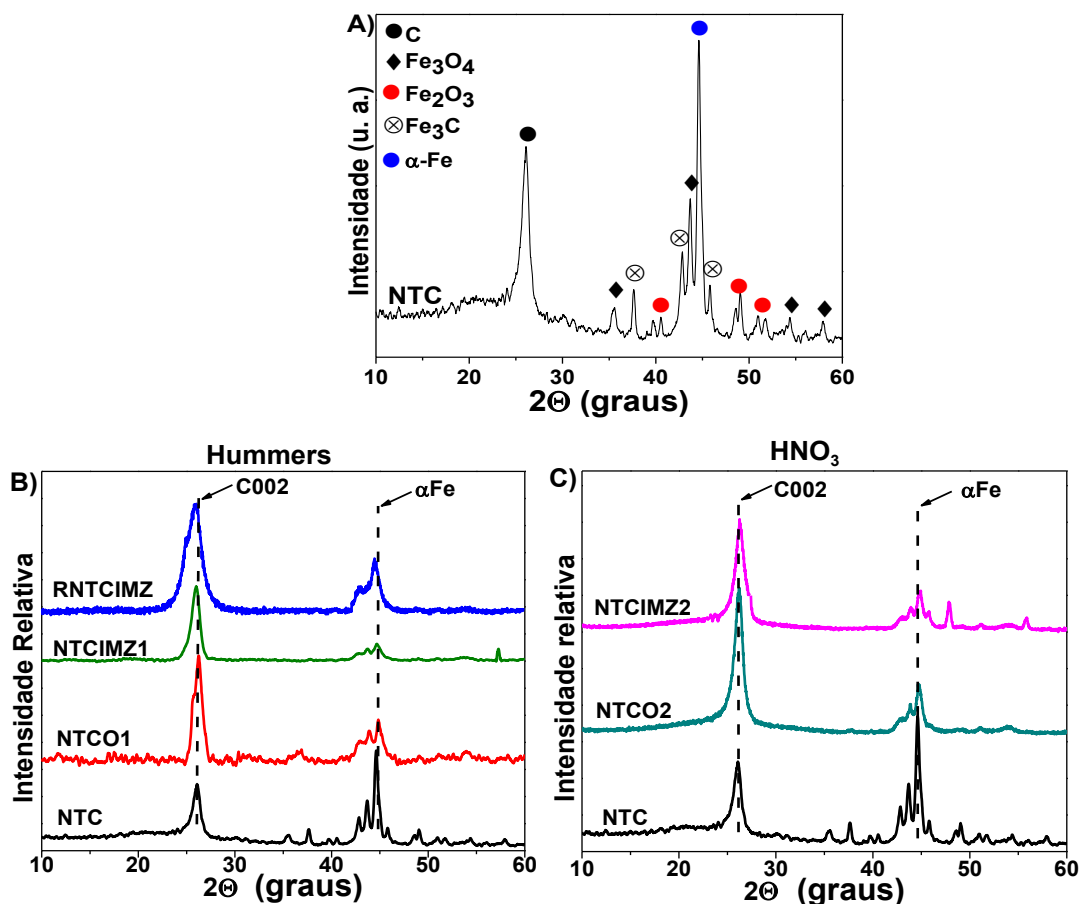 A)
C
Fe3O4
Fe2O3
Fe3C
α-Fe
Intensidade (u. a.)
NTC
10 20 30 40 50 60
2Θ (graus)
B)
Hummers
C002
αFe
Intensidade Relativa
RNTCIMZ
NTCIMZ1
NTCO1
NTC
10 20 30 40 50 60
2Θ (graus)
C)
HNO3
C002
αFe
Intensidade relativa
NTCIMZ2
NTCO2
NTC
10 20 30 40 50 60
2Θ (graus)